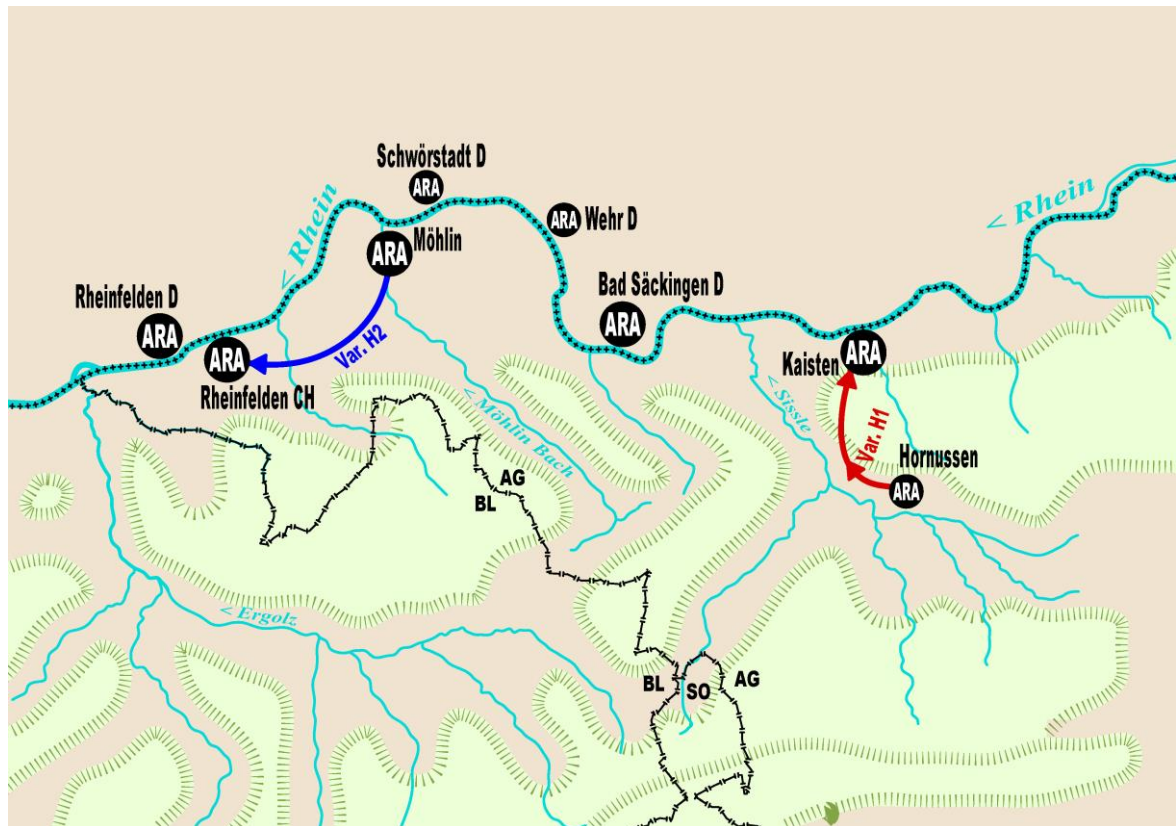 Schwörstadt D
ARA
< Rhein
ARA
Wehr D
< Rhein
ARA
Möhlin
Rheinfelden D
ARA
Bad Säckingen D
ARA
Var. H2
ARA
Rheinfelden CH
Kaisten
ARA
< Möhlin Bach
< Sissle
Var. H1
Hornussen
ARA
AG
BL
< Ergolz
BL
SO
AG